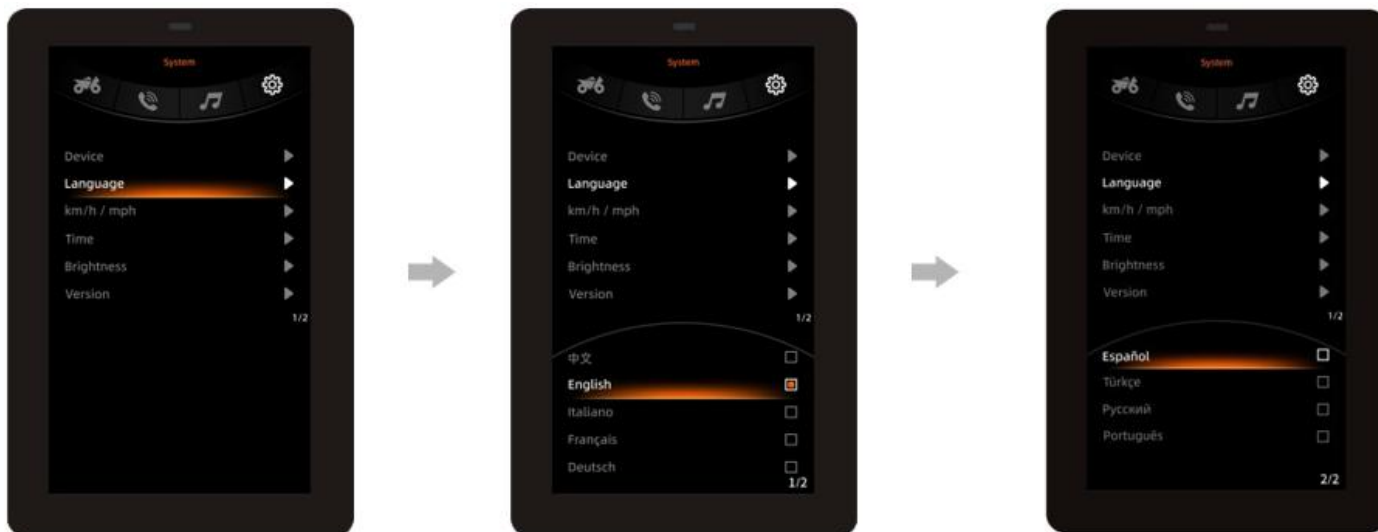 System
Device
Language
km/h / mph
Time
Brightness
Version
1/2
System
Device
Language
km/h / mph
Time
Brightness
Version
1/2
中文
English
Italiano
Français
Deutsch
1/2
System
Device
Language
km/h / mph
Time
Brightness
Version
1/2
Español
Türkçe
Русский
Português
2/2